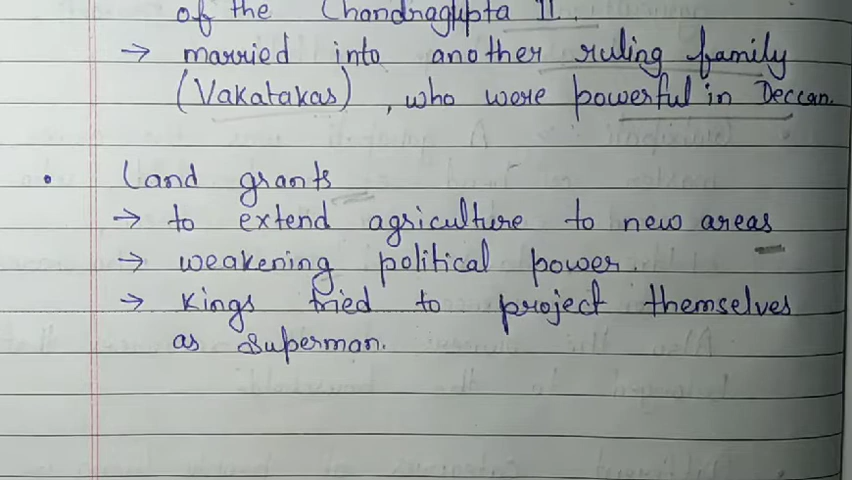 of the Chandragupta II.
→ married into another ruling family
(Vakatakas), who were powerful in Deccan.
• Land grants
→ to extend agriculture to new areas
→ weakening political power.
→ Kings tried to project themselves
as Superman.